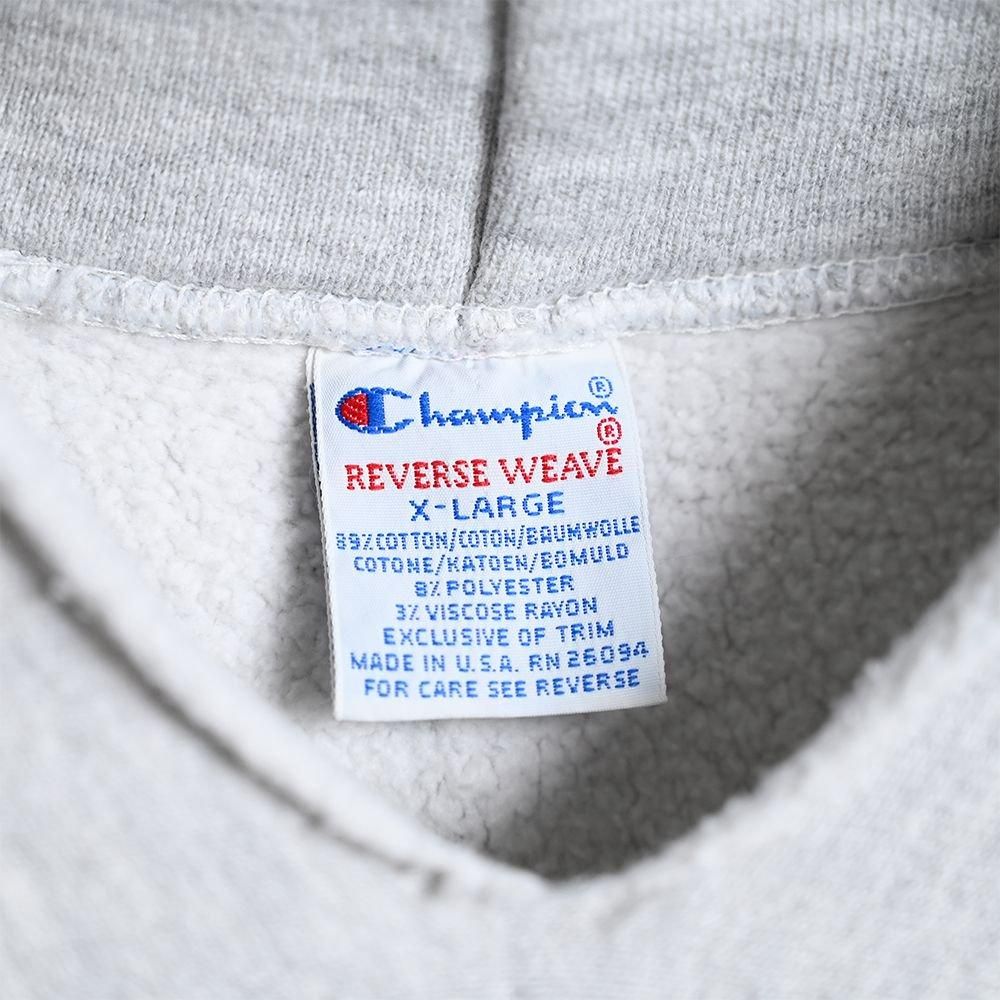 Champion®
REVERSE WEAVE®
X-LARGE
89% COTTON/COTON/BAUMWOLLE
COTONE/KATOEN/BOMULD
8% POLYESTER
3% VISCOSE RAYON
EXCLUSIVE OF TRIM
MADE IN U.S.A. RN 26094
FOR CARE SEE REVERSE